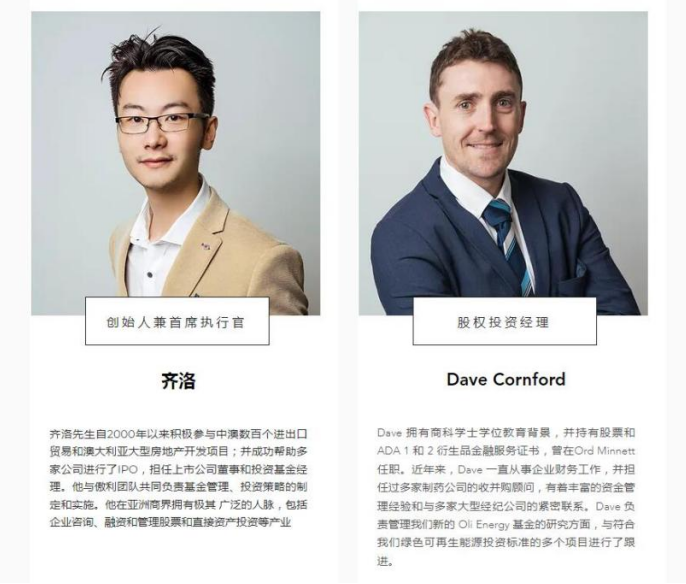 创始人兼首席执行官
齐洛
齐洛先生自2000年以来积极参与中澳数百个进出口
贸易和澳大利亚大型房地产开发项目；并成功帮助多
家公司进行了IPO，担任上市公司董事和投资基金经
理。他与傲利团队共同负责基金管理、投资策略的制
定和实施。他在亚洲商界拥有极其 广泛的人脉，包括
企业咨询、融资和管理股票和直接资产投资等产业
股权投资经理
Dave Cornford
Dave 拥有商科学士学位教育背景，并持有股票和
ADA 1 和 2 衍生品金融服务证书，曾在Ord Minnett
任职。近年来，Dave 一直从事企业财务工作，并担
任过多家制药公司的收并购顾问，有着丰富的资金管
理经验和与多家大型经纪公司的紧密联系。Dave 负
责管理我们新的 Oli Energy 基金的研究方面，与符合
我们绿色可再生能源投资标准的多个项目进行了跟
进。